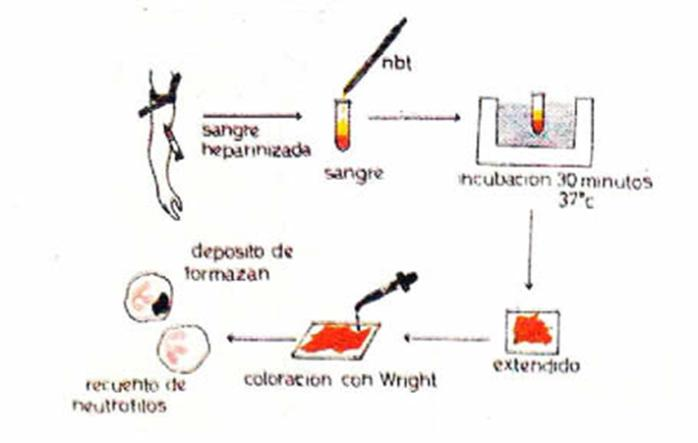 nbt
sangre
heparinizada
sangre
incubacion 30 minutos
37°c
extendido
coloracion con Wright
deposito de
formazan
recuento de
neutrofilos